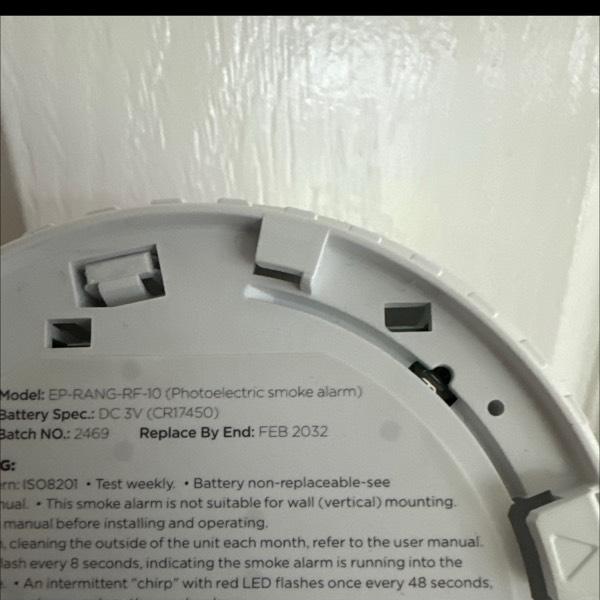 Model: EP-RANG-RF-10 (Photoelectric smoke alarm)
Battery Spec.: DC 3V (CR17450)
Batch NO.: 2469 Replace By End: FEB 2032
G:
rn: ISO8201 • Test weekly. • Battery non-replaceable-see
nual. • This smoke alarm is not suitable for wall (vertical) mounting.
manual before installing and operating.
, cleaning the outside of the unit each month, refer to the user manual.
lash every 8 seconds, indicating the smoke alarm is running into the
. • An intermittent "chirp" with red LED flashes once every 48 seconds,